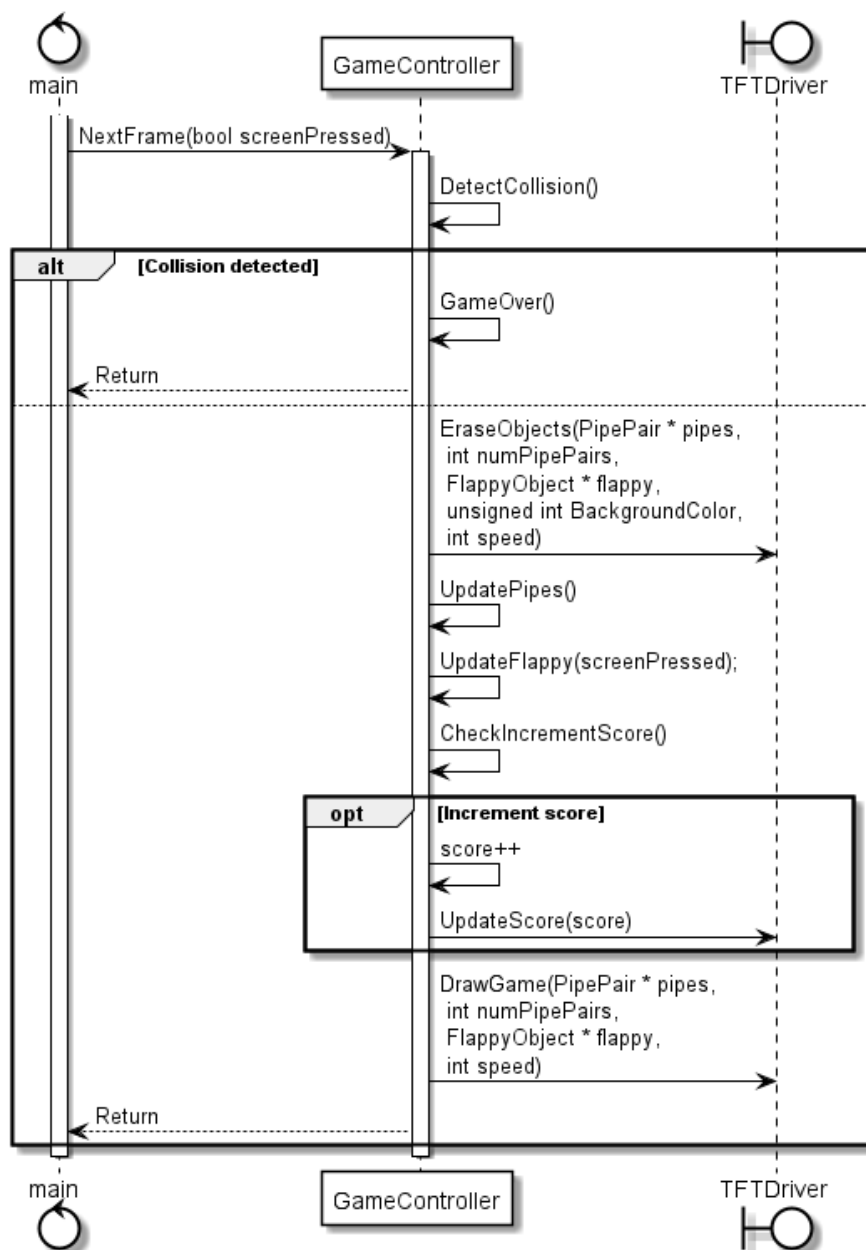 main
GameController
TFTDriver
NextFrame(bool screenPressed)
DetectCollision()
alt
[Collision detected]
GameOver()
Return
EraseObjects(PipePair * pipes,
int numPipePairs,
FlappyObject * flappy,
unsigned int BackgroundColor,
int speed)
UpdatePipes()
UpdateFlappy(screenPressed);
CheckIncrementScore()
opt
[Increment score]
score++
UpdateScore(score)
DrawGame(PipePair * pipes,
int numPipePairs,
FlappyObject * flappy,
int speed)
Return
main
GameController
TFTDriver